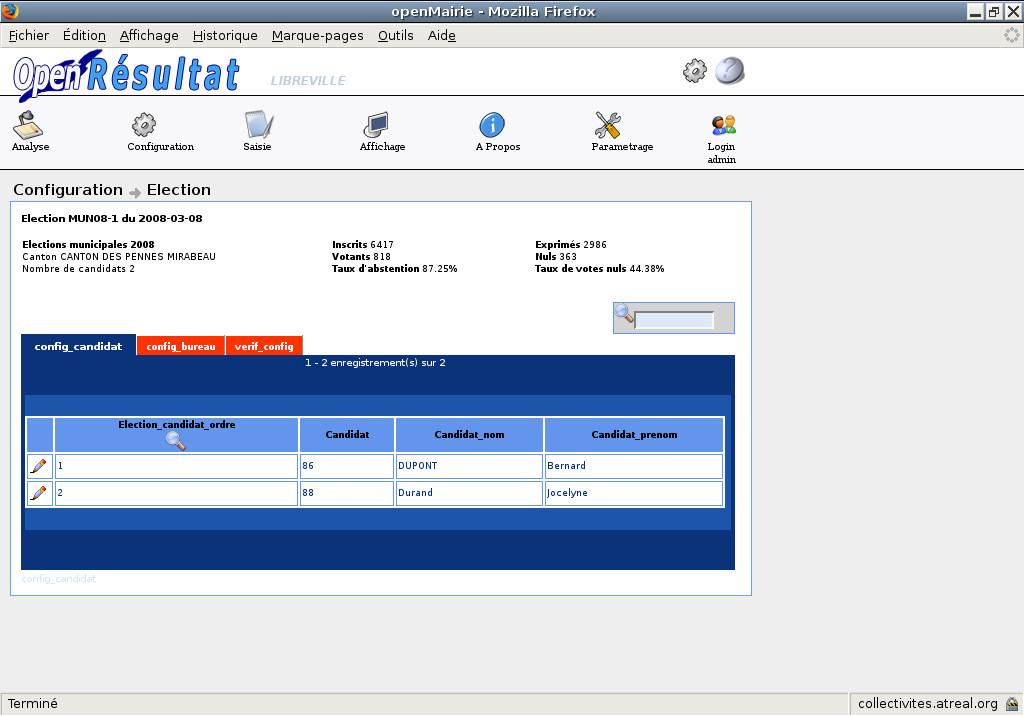 openMairie - Mozilla Firefox
Fichier Édition Affichage Historique Marque-pages Outils Aide
OpenRésultat LIBREVILLE
Analyse Configuration Saisie Affichage A Propos Parametrage Login admin
Configuration Election
Election MUN08-1 du 2008-03-08
Elections municipales 2008 Inscrits 6417 Exprimés 2986
Canton CANTON DES PENNES MIRABEAU Votants 818 Nuls 363
Nombre de candidats 2 Taux d'abstention 87.25% Taux de votes nuls 44.38%
config_candidat config_bureau verif_config
1 - 2 enregistrement(s) sur 2
Election_candidat_ordre Candidat Candidat_nom Candidat_prenom
1 86 DUPONT Bernard
2 88 Durand Jocelyne
config_candidat
Terminé collectivites.atreal.org